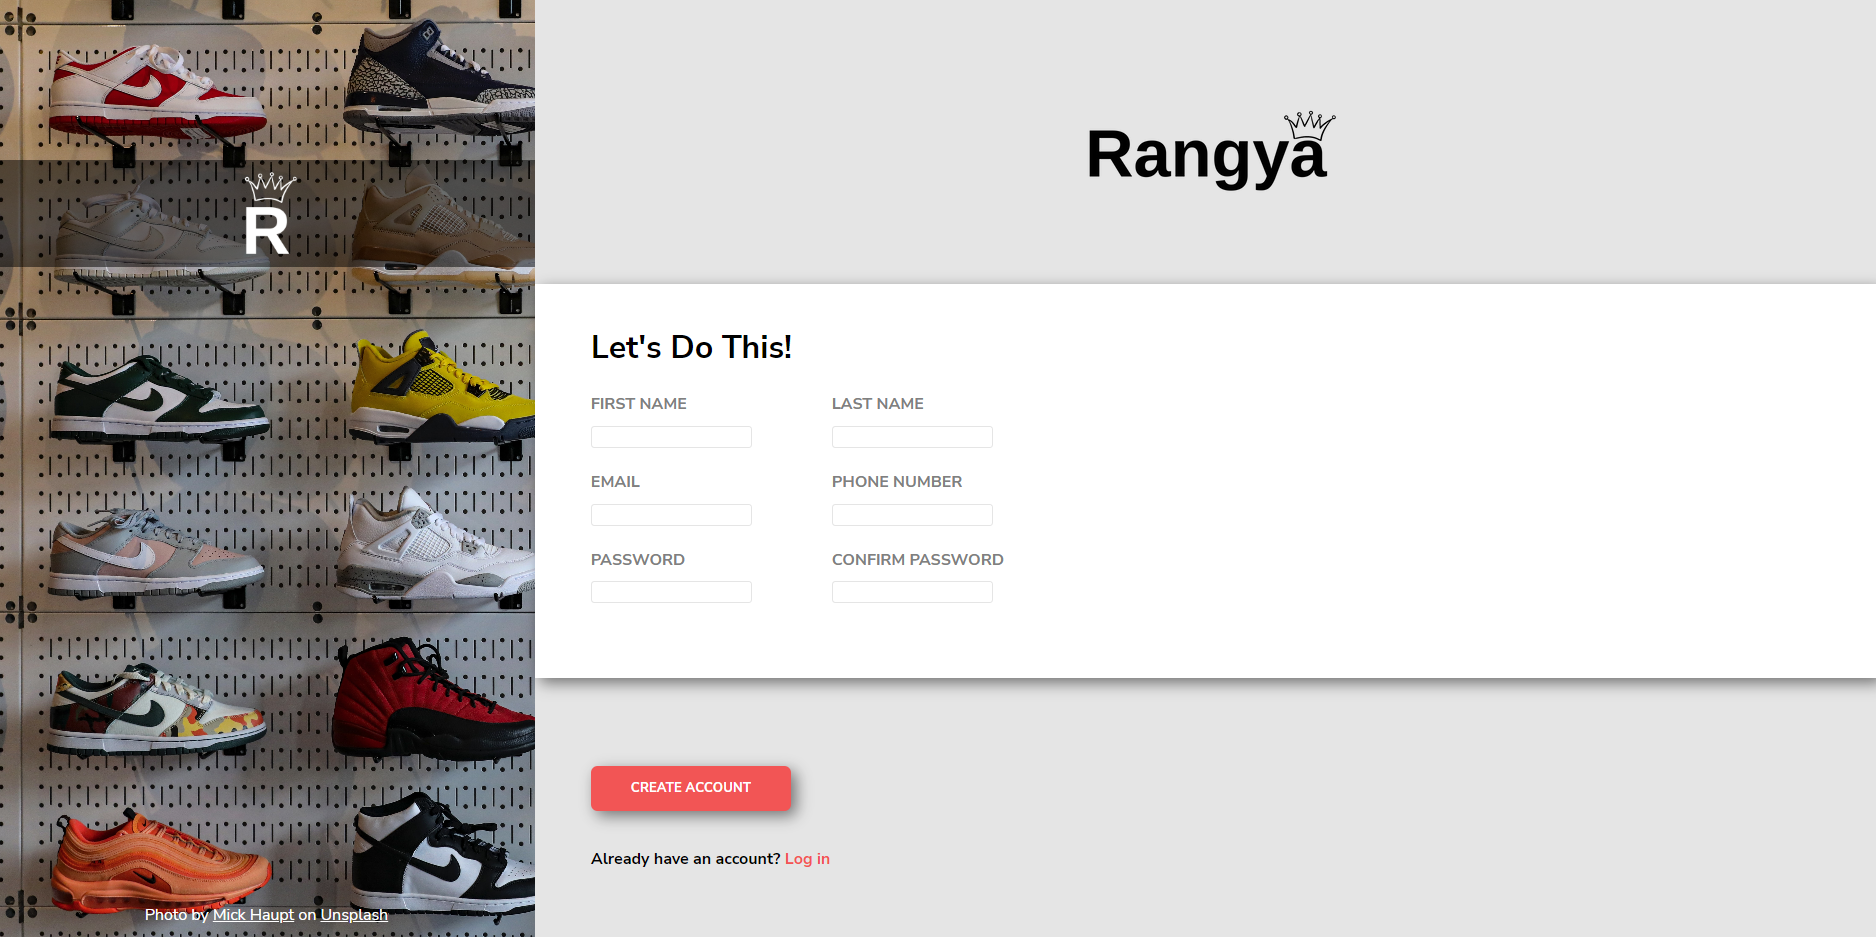 R
Photo by Mick Haupt on Unsplash
Rangya
Let's Do This!
FIRST NAME
LAST NAME
EMAIL
PHONE NUMBER
PASSWORD
CONFIRM PASSWORD
CREATE ACCOUNT
Already have an account? Log in